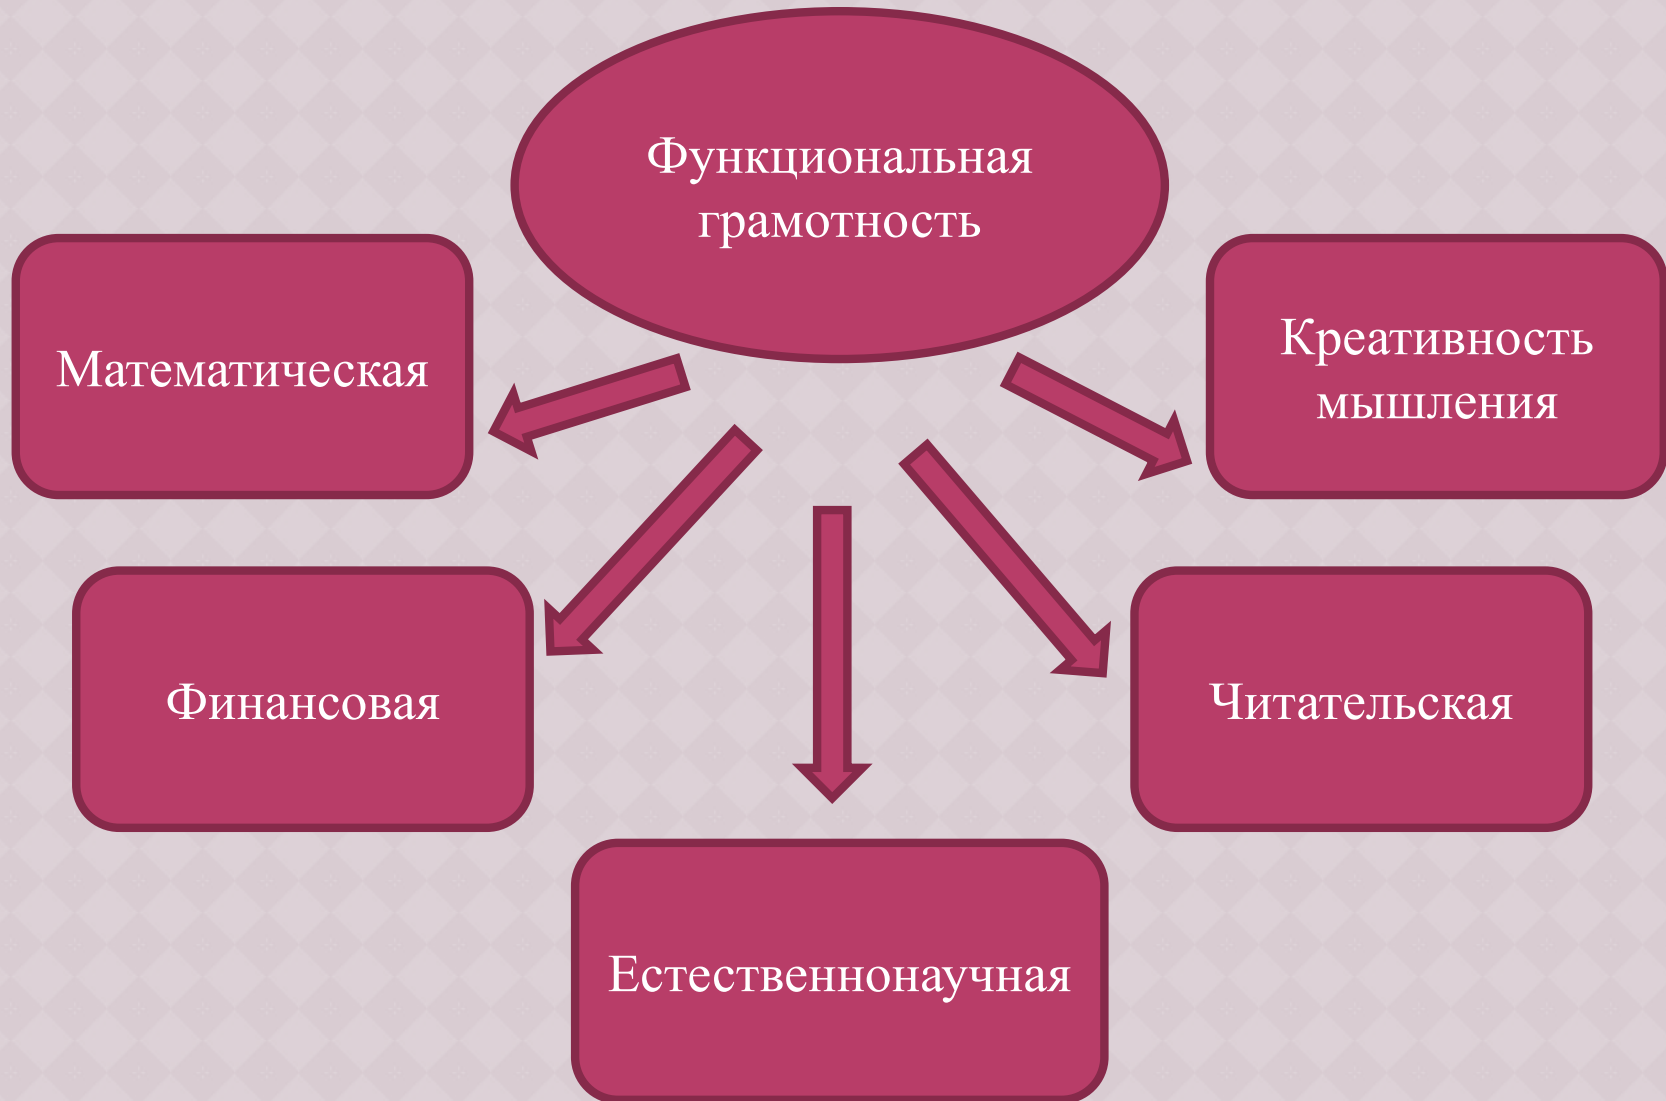 Функциональная
грамотность
Математическая
Креативность
мышления
Финансовая
Читательская
Естественнонаучная